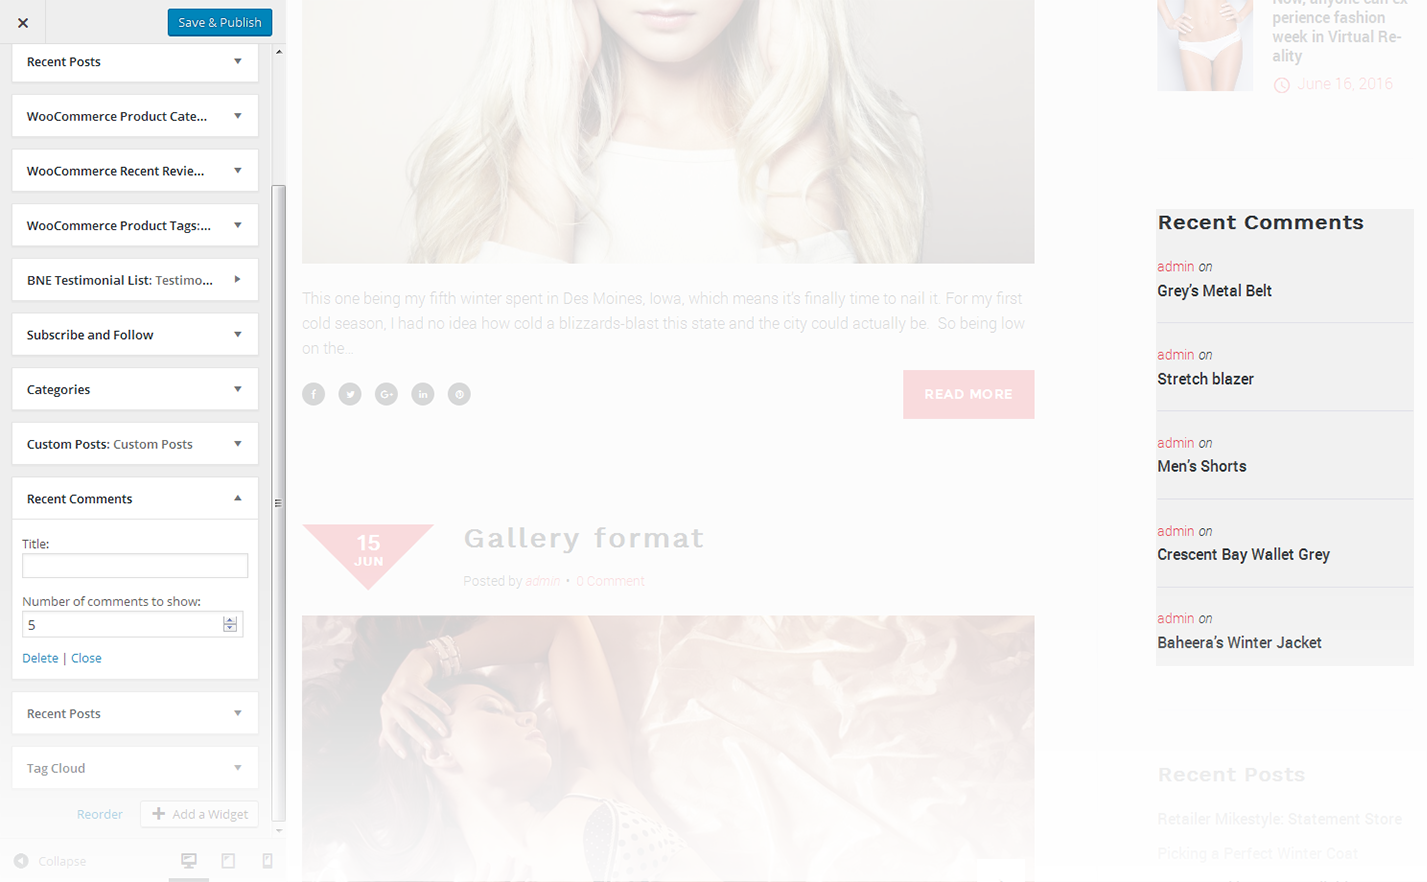 Save & Publish
Recent Posts
WooCommerce Product Cate...
WooCommerce Recent Revie...
WooCommerce Product Tags:...
BNE Testimonial List: Testimo...
Subscribe and Follow
Categories
Custom Posts: Custom Posts
Recent Comments
Title:
Number of comments to show:
5
Delete | Close
Recent Posts
Tag Cloud
Reorder
Add a Widget
Collapse
This one being my fifth winter spent in Des Moines, Iowa, which means it's finally time to nail it. For my first
cold season, I had no idea how cold a blizzards-blast this state and the city could actually be. So being low
on the...
READ MORE
15
JUN
Gallery format
Posted by admin • 0 Comment
Now, anyone can ex-
perience fashion
week in Virtual Re-
ality
June 16, 2016
Recent Comments
admin on
Grey's Metal Belt
admin on
Stretch blazer
admin on
Men's Shorts
admin on
Crescent Bay Wallet Grey
admin on
Baheera's Winter Jacket
Recent Posts
Retailer Mikestyle: Statement Store
Picking a Perfect Winter Coat